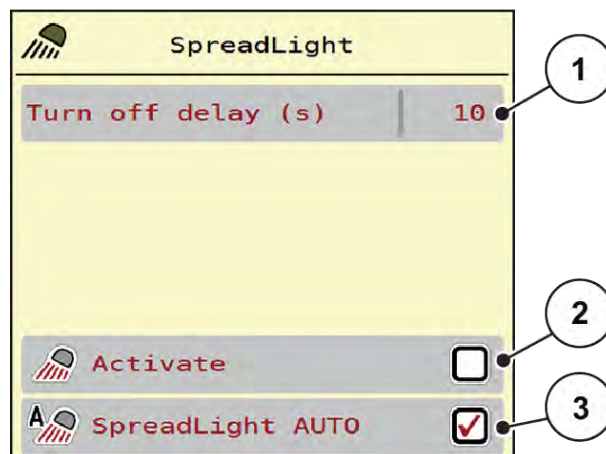 SpreadLight
1
Turn off delay (s) 10
2
Activate
3
A
SpreadLight AUTO